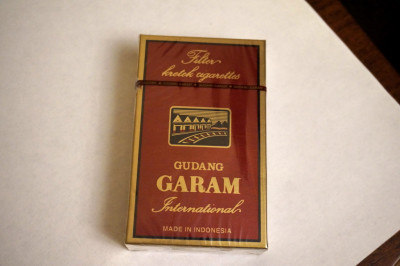 Filter
kretek cigarettes
GUDANG
GARAM
International
MADE IN INDONESIA